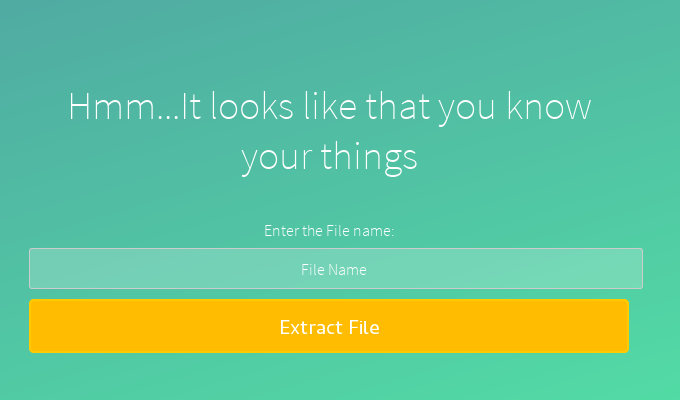 Hmm...It looks like that you know
your things
Enter the File name:
File Name
Extract File